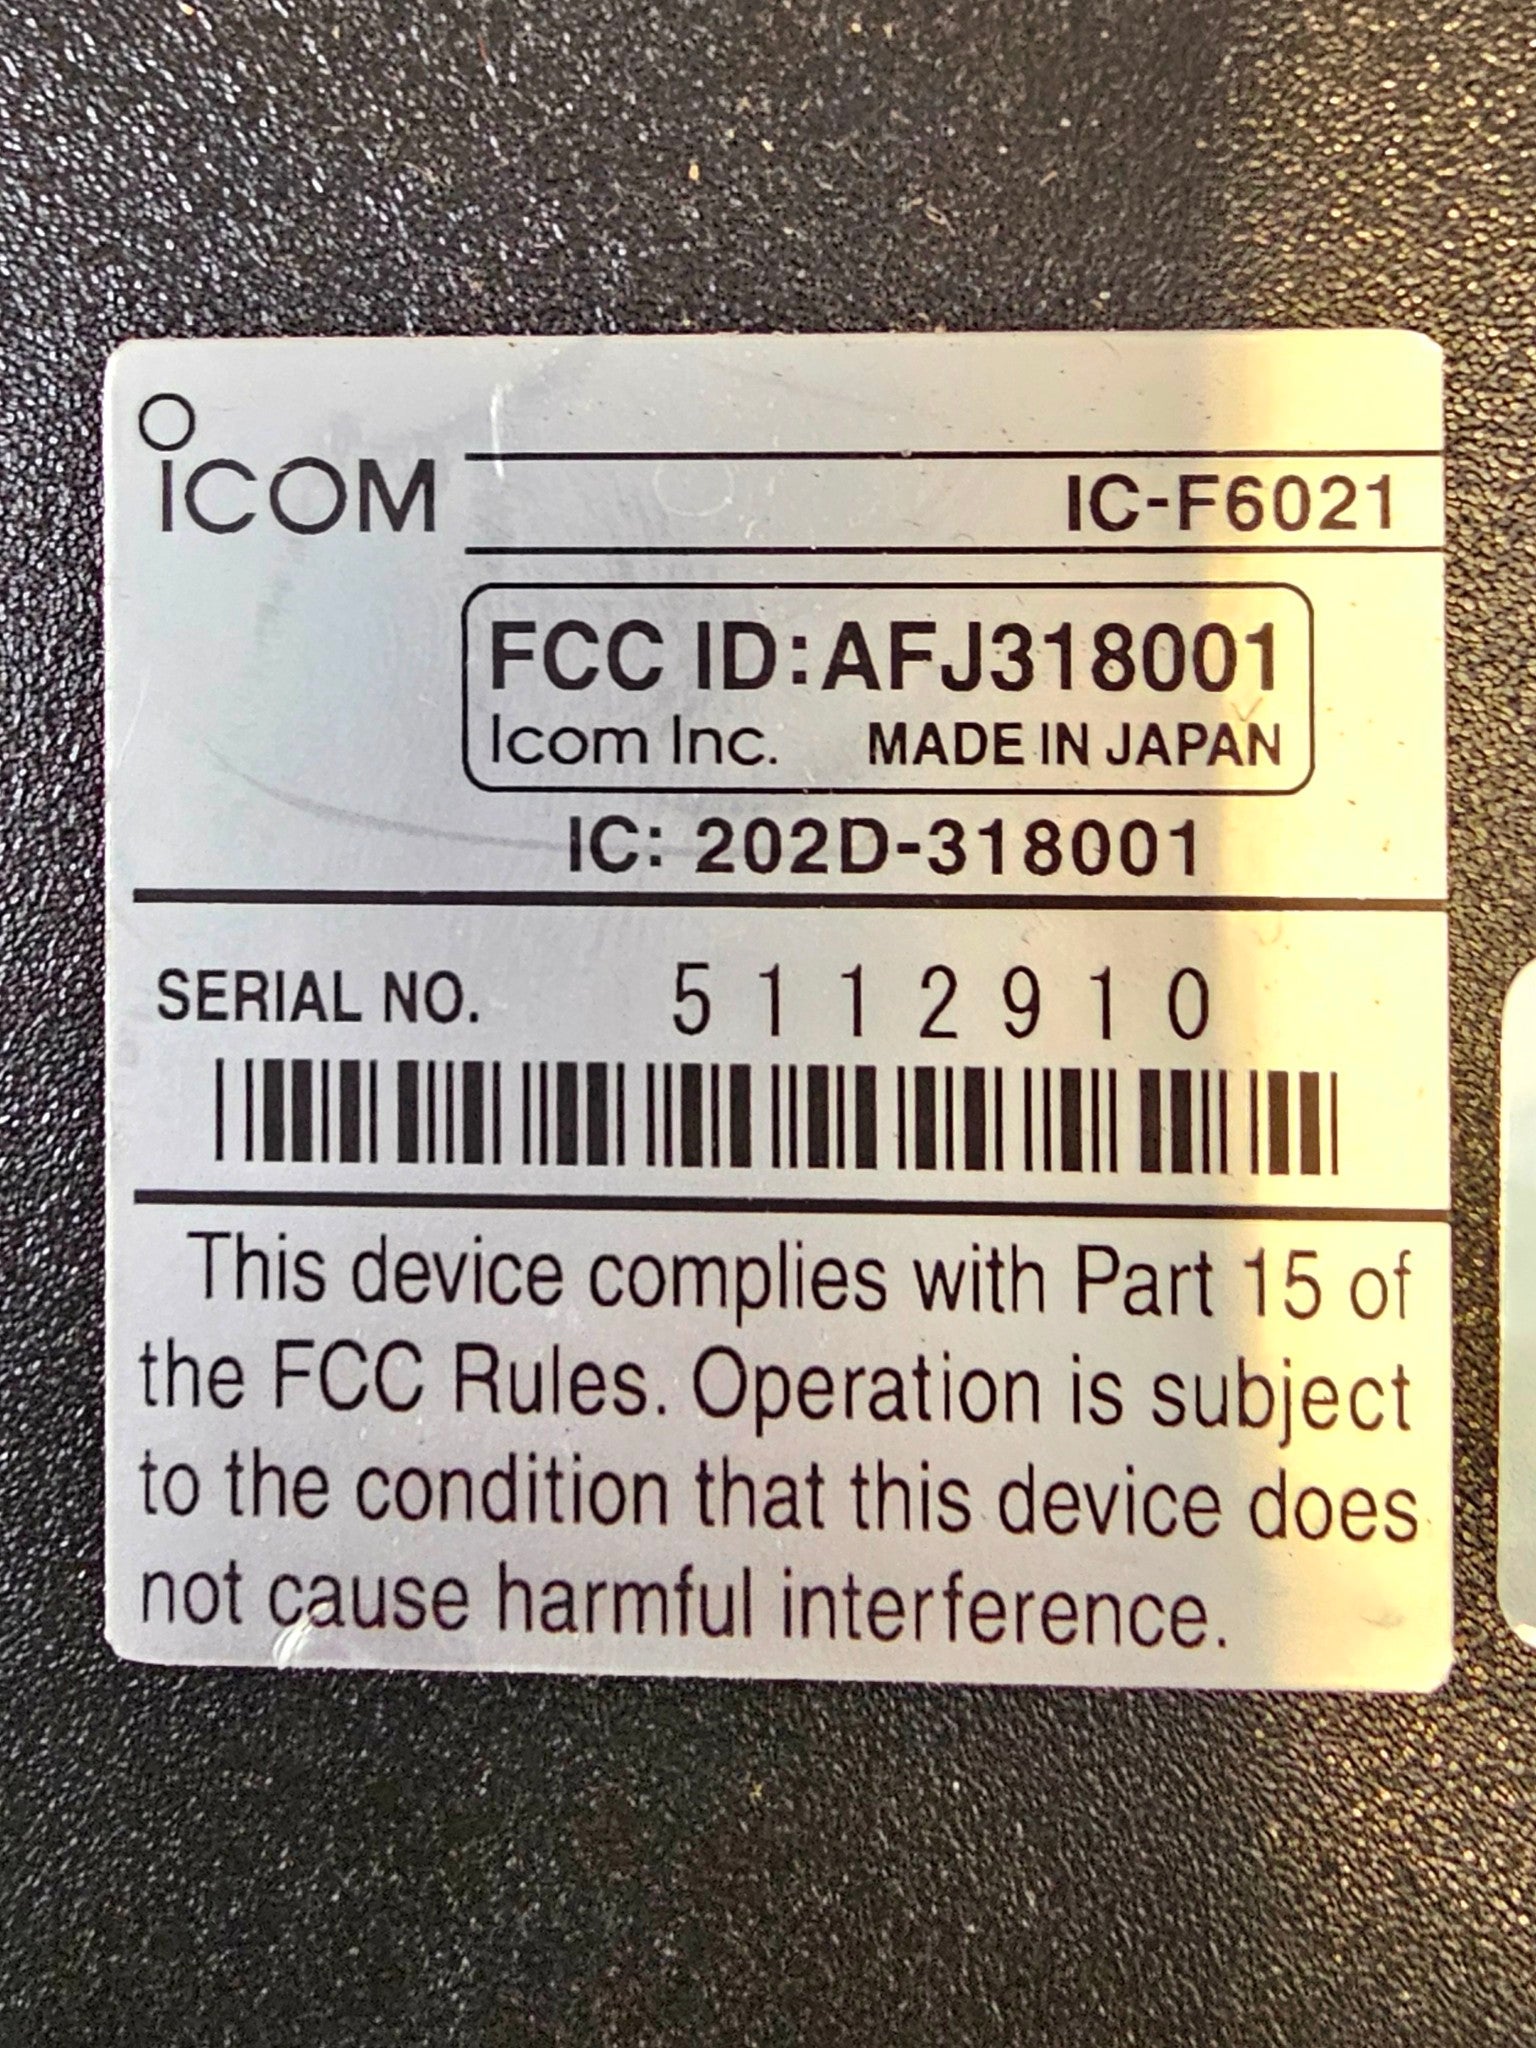 ICOM
IC-F6021
FCC ID:AFJ318001
Icom Inc. MADE IN JAPAN
IC: 202D-318001
SERIAL NO. 5112910
This device complies with Part 15 of
the FCC Rules. Operation is subject
to the condition that this device does
not cause harmful interference.